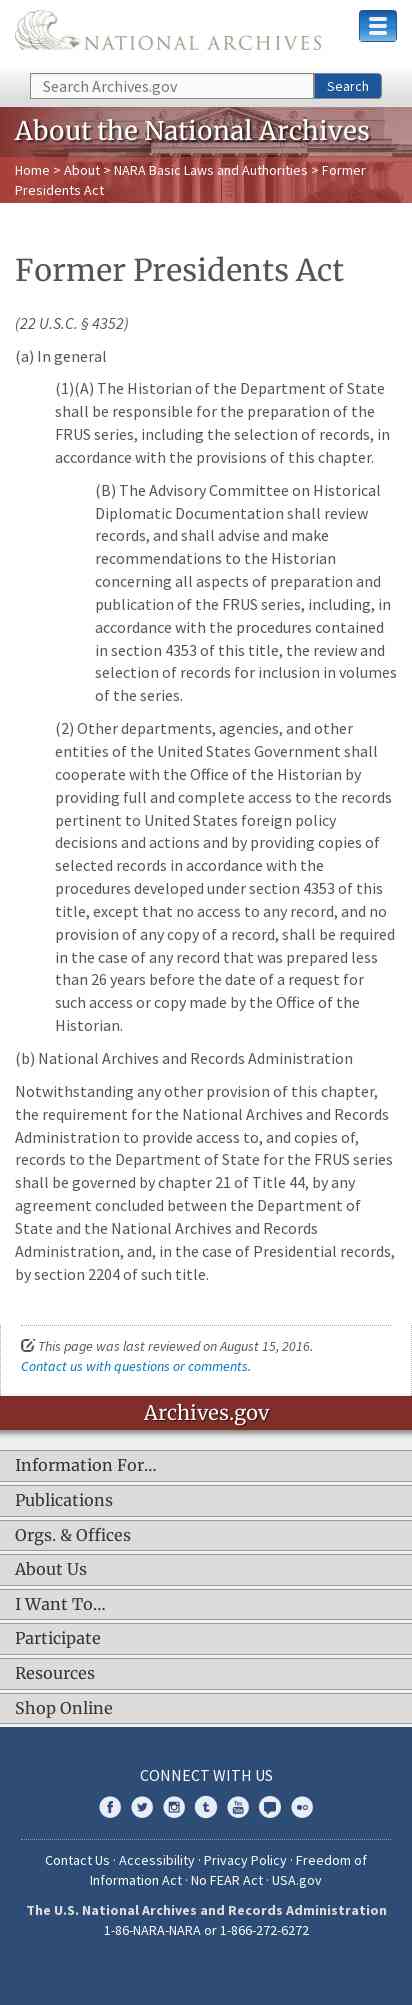 NATIONAL ARCHIVES
Search Archives.gov
Search
About the National Archives
Home > About > NARA Basic Laws and Authorities > Former
Presidents Act
Former Presidents Act
(22 U.S.C. § 4352)
(a) In general
(1)(A) The Historian of the Department of State
shall be responsible for the preparation of the
FRUS series, including the selection of records, in
accordance with the provisions of this chapter.
(B) The Advisory Committee on Historical
Diplomatic Documentation shall review
records, and shall advise and make
recommendations to the Historian
concerning all aspects of preparation and
publication of the FRUS series, including, in
accordance with the procedures contained
in section 4353 of this title, the review and
selection of records for inclusion in volumes
of the series.
(2) Other departments, agencies, and other
entities of the United States Government shall
cooperate with the Office of the Historian by
providing full and complete access to the records
pertinent to United States foreign policy
decisions and actions and by providing copies of
selected records in accordance with the
procedures developed under section 4353 of this
title, except that no access to any record, and no
provision of any copy of a record, shall be required
in the case of any record that was prepared less
than 26 years before the date of a request for
such access or copy made by the Office of the
Historian.
(b) National Archives and Records Administration
Notwithstanding any other provision of this chapter,
the requirement for the National Archives and Records
Administration to provide access to, and copies of,
records to the Department of State for the FRUS series
shall be governed by chapter 21 of Title 44, by any
agreement concluded between the Department of
State and the National Archives and Records
Administration, and, in the case of Presidential records,
by section 2204 of such title.
This page was last reviewed on August 15, 2016.
Contact us with questions or comments.
Archives.gov
Information For…
Publications
Orgs. & Offices
About Us
I Want To…
Participate
Resources
Shop Online
CONNECT WITH US
Contact Us · Accessibility · Privacy Policy · Freedom of
Information Act · No FEAR Act · USA.gov
The U.S. National Archives and Records Administration
1-86-NARA-NARA or 1-866-272-6272